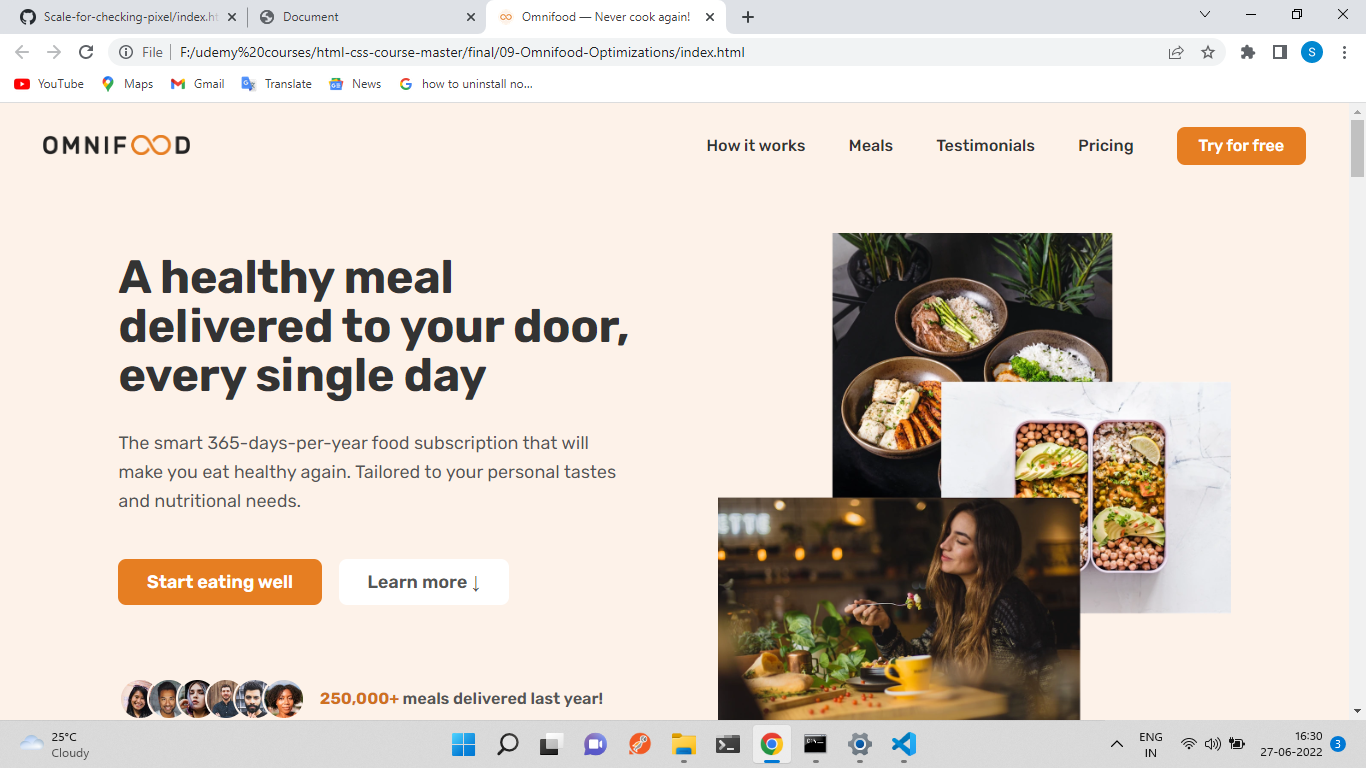 Scale-for-checking-pixel/index.ht
Document
Omnifood — Never cook again!
File
F:/udemy%20courses/html-css-course-master/final/09-Omnifood-Optimizations/index.html
S
YouTube
Maps
Gmail
Translate
News
how to uninstall no...
OMNIFOOD
How it works
Meals
Testimonials
Pricing
Try for free
A healthy meal
delivered to your door,
every single day
The smart 365-days-per-year food subscription that will
make you eat healthy again. Tailored to your personal tastes
and nutritional needs.
Start eating well
Learn more ↓
250,000+ meals delivered last year!
25°C
Cloudy
ENG
IN
16:30
27-06-2022
3